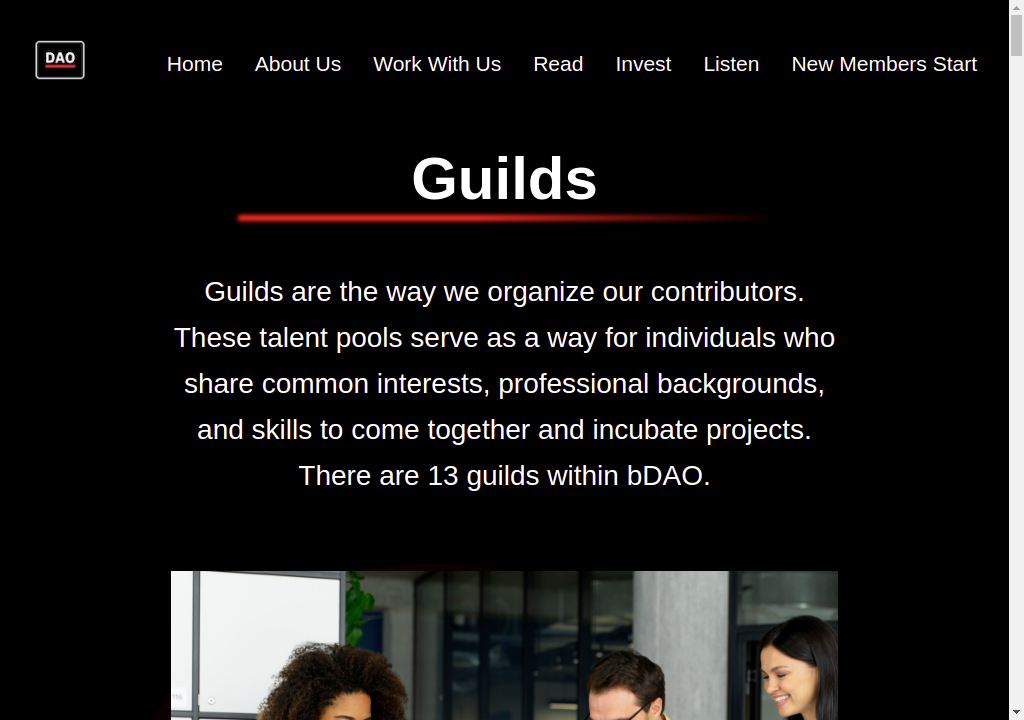 DAO
Home About Us Work With Us Read Invest Listen New Members Start
Guilds
Guilds are the way we organize our contributors.
These talent pools serve as a way for individuals who
share common interests, professional backgrounds,
and skills to come together and incubate projects.
There are 13 guilds within bDAO.